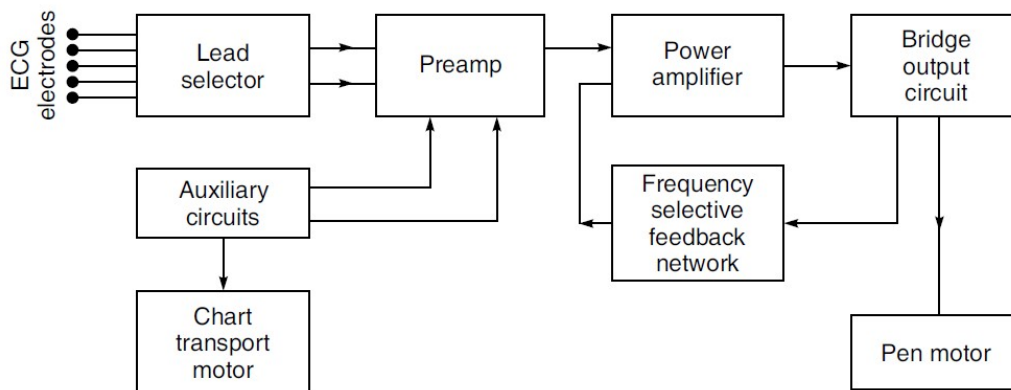 ECG
electrodes
Lead
selector
Preamp
Power
amplifier
Bridge
output
circuit
Auxiliary
circuits
Frequency
selective
feedback
network
Chart
transport
motor
Pen motor